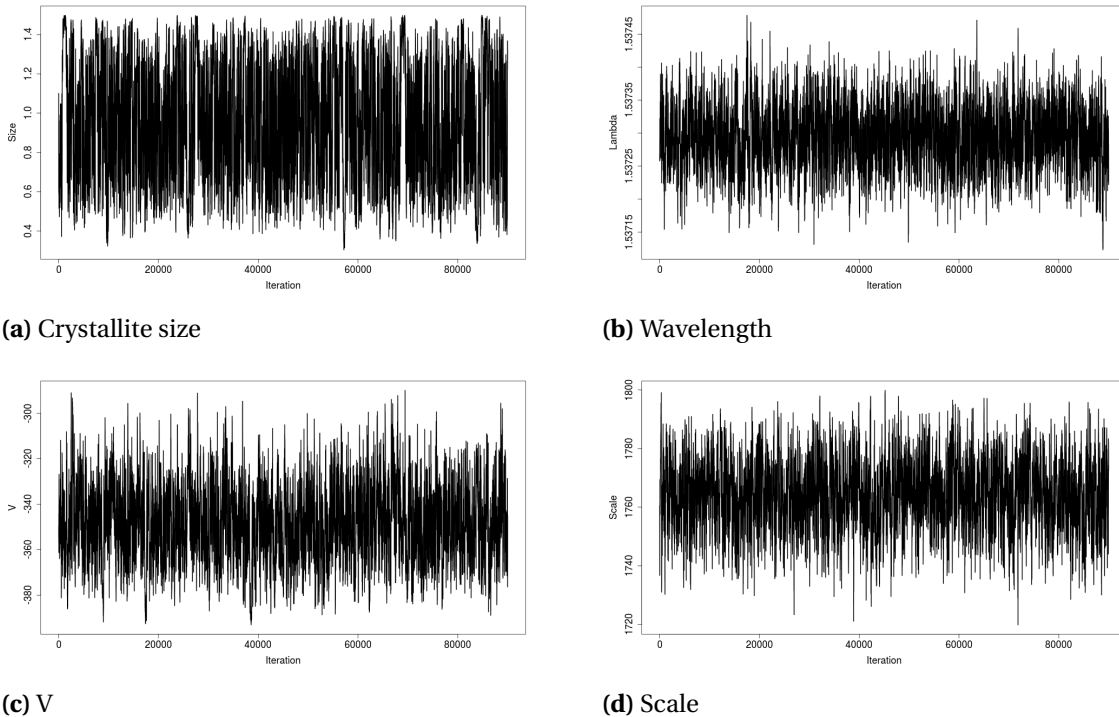 1.4
1.2
1.0
0.8
0.6
0.4
Size
0 20000 40000 60000 80000
Iteration
(a) Crystallite size
1.53745
1.53735
1.53725
1.53715
Lambda
0 20000 40000 60000 80000
Iteration
(b) Wavelength
-300
-320
-340
-360
-380
V
0 20000 40000 60000 80000
Iteration
(c) V
1800
1780
1760
1740
1720
Scale
0 20000 40000 60000 80000
Iteration
(d) Scale